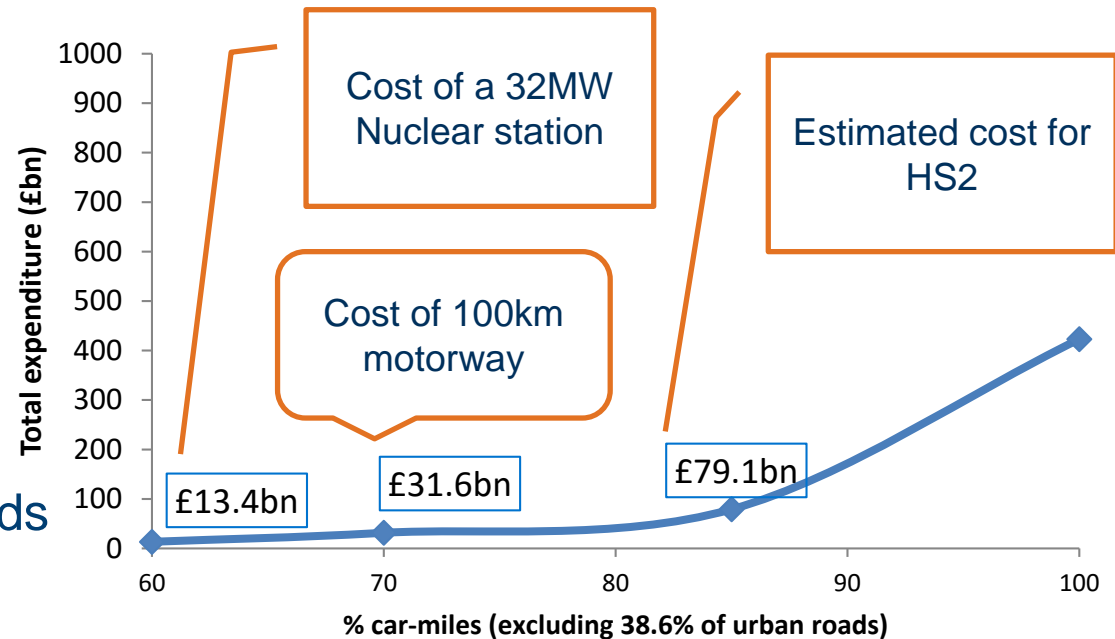 Total expenditure (£bn)
1000
900
800
700
600
500
400
300
200
100
0
Cost of a 32MW
Nuclear station
Estimated cost for
HS2
Cost of 100km
motorway
£13.4bn
£31.6bn
£79.1bn
ds
60
70
80
90
100
% car-miles (excluding 38.6% of urban roads)